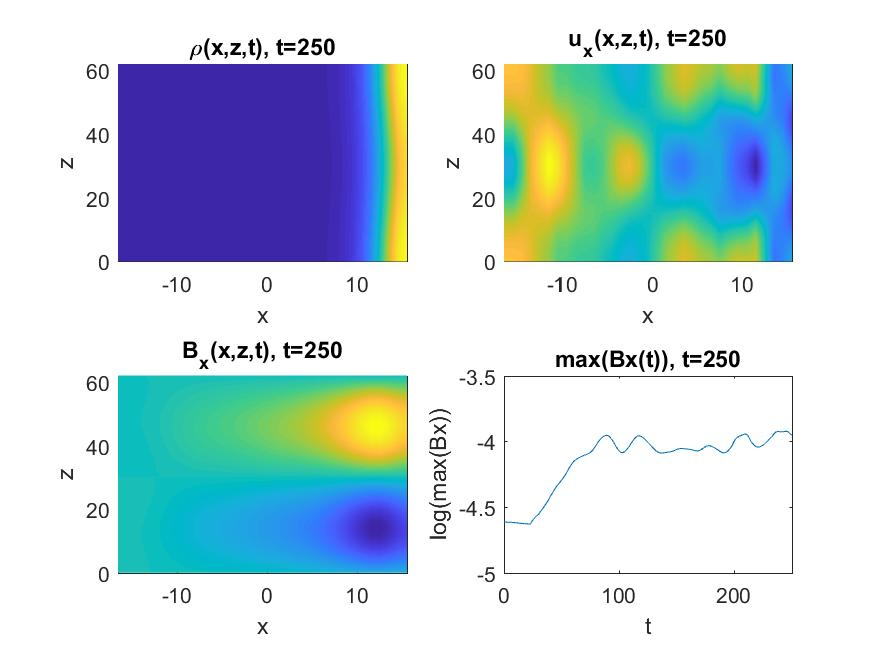 ρ(x,z,t), t=250
60
40
20
0
z
-10
0
10
x
u_x(x,z,t), t=250
60
40
20
0
z
-10
0
10
x
B_x(x,z,t), t=250
60
40
20
0
z
-10
0
10
x
max(Bx(t)), t=250
-3.5
-4
-4.5
-5
log(max(Bx))
0
100
200
t